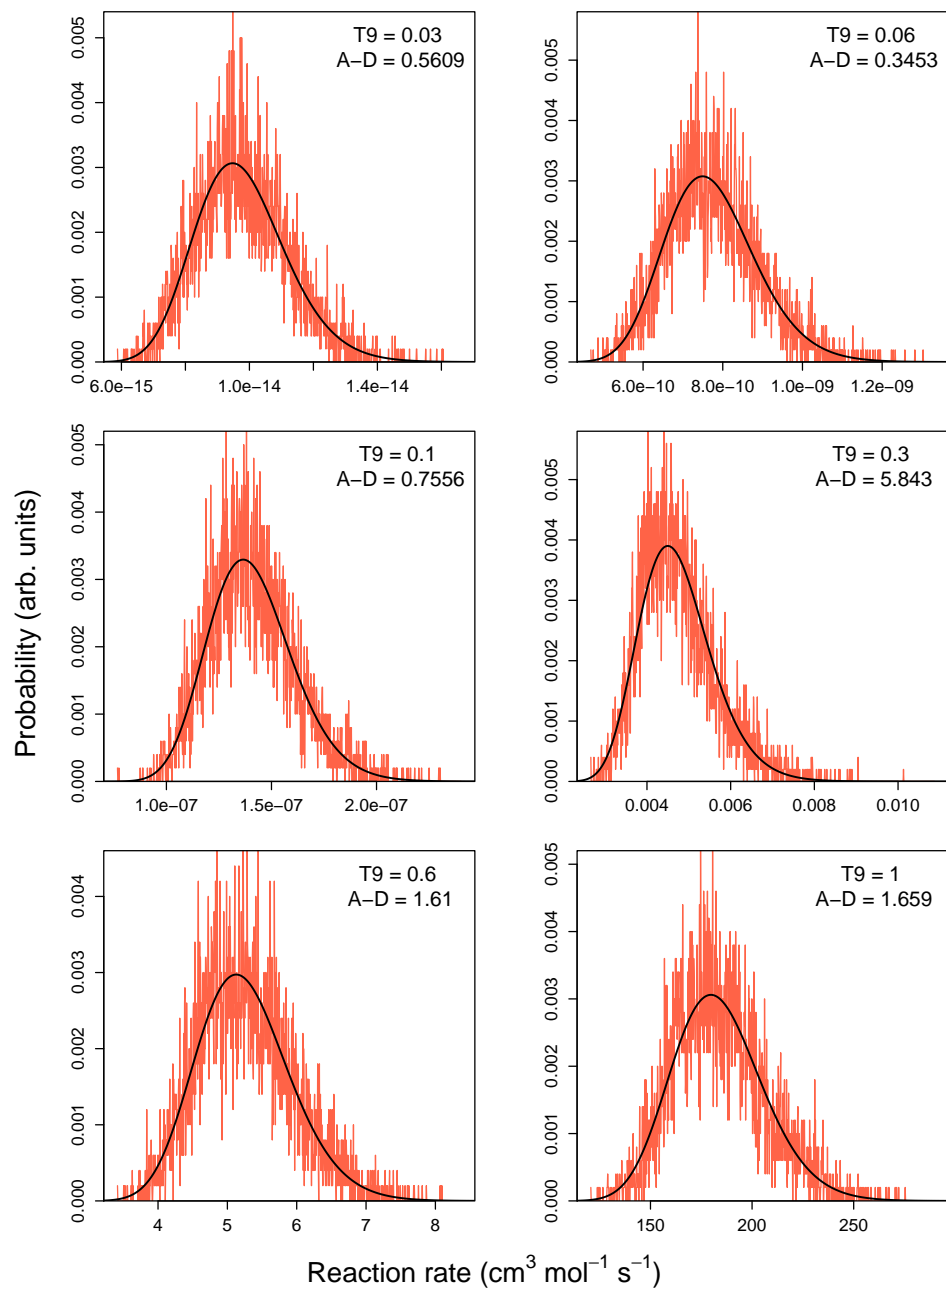 T9 = 0.03
A−D = 0.5609
0.005
0.004
0.003
0.002
0.001
0.000
6.0e-15
1.0e-14
1.4e-14
T9 = 0.06
A−D = 0.3453
0.005
0.004
0.003
0.002
0.001
0.000
6.0e-10
8.0e-10
1.0e-09
1.2e-09
T9 = 0.1
A−D = 0.7556
0.005
0.004
0.003
0.002
0.001
0.000
1.0e-07
1.5e-07
2.0e-07
T9 = 0.3
A−D = 5.843
0.005
0.004
0.003
0.002
0.001
0.000
0.004
0.006
0.008
0.010
T9 = 0.6
A−D = 1.61
0.004
0.003
0.002
0.001
0.000
4
5
6
7
8
T9 = 1
A−D = 1.659
0.005
0.004
0.003
0.002
0.001
0.000
150
200
250
Probability (arb. units)
Reaction rate (cm³ mol⁻¹ s⁻¹)